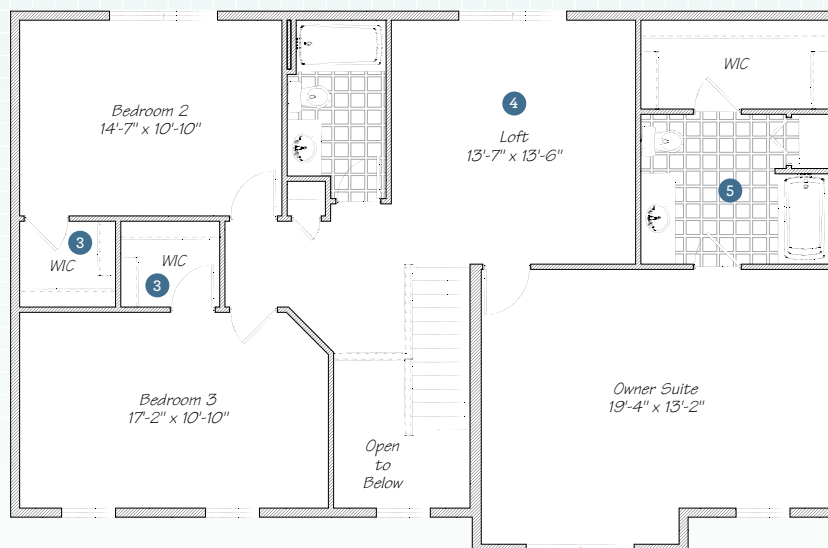 WIC
Bedroom 2
14'-7" x 10'-10"
4
Loft
13'-7" x 13'-6"
5
3
WIC
WIC
3
Bedroom 3
17'-2" x 10'-10"
Owner Suite
19'-4" x 13'-2"
Open
to
Below